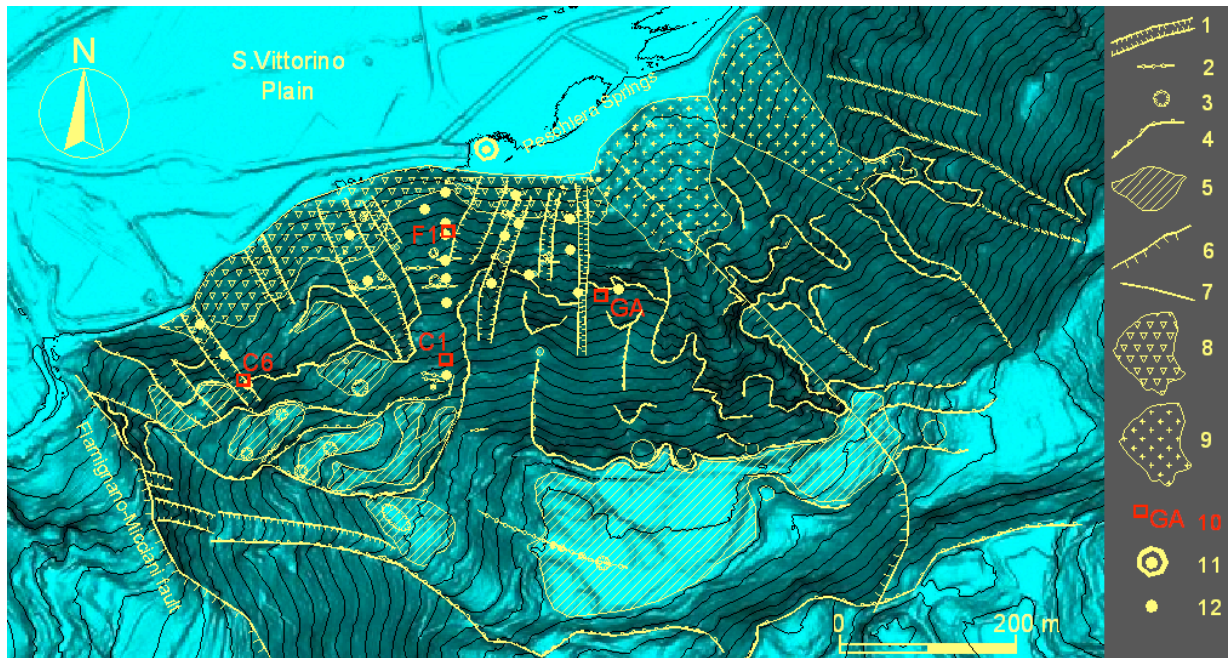 N
S.Vittorino
Plain
Peschiera Springs
F1
GA
C1
C6
Fiamignano-Micciani fault
0 200 m
1
2
3
4
5
6
7
8
9
GA 10
11
12